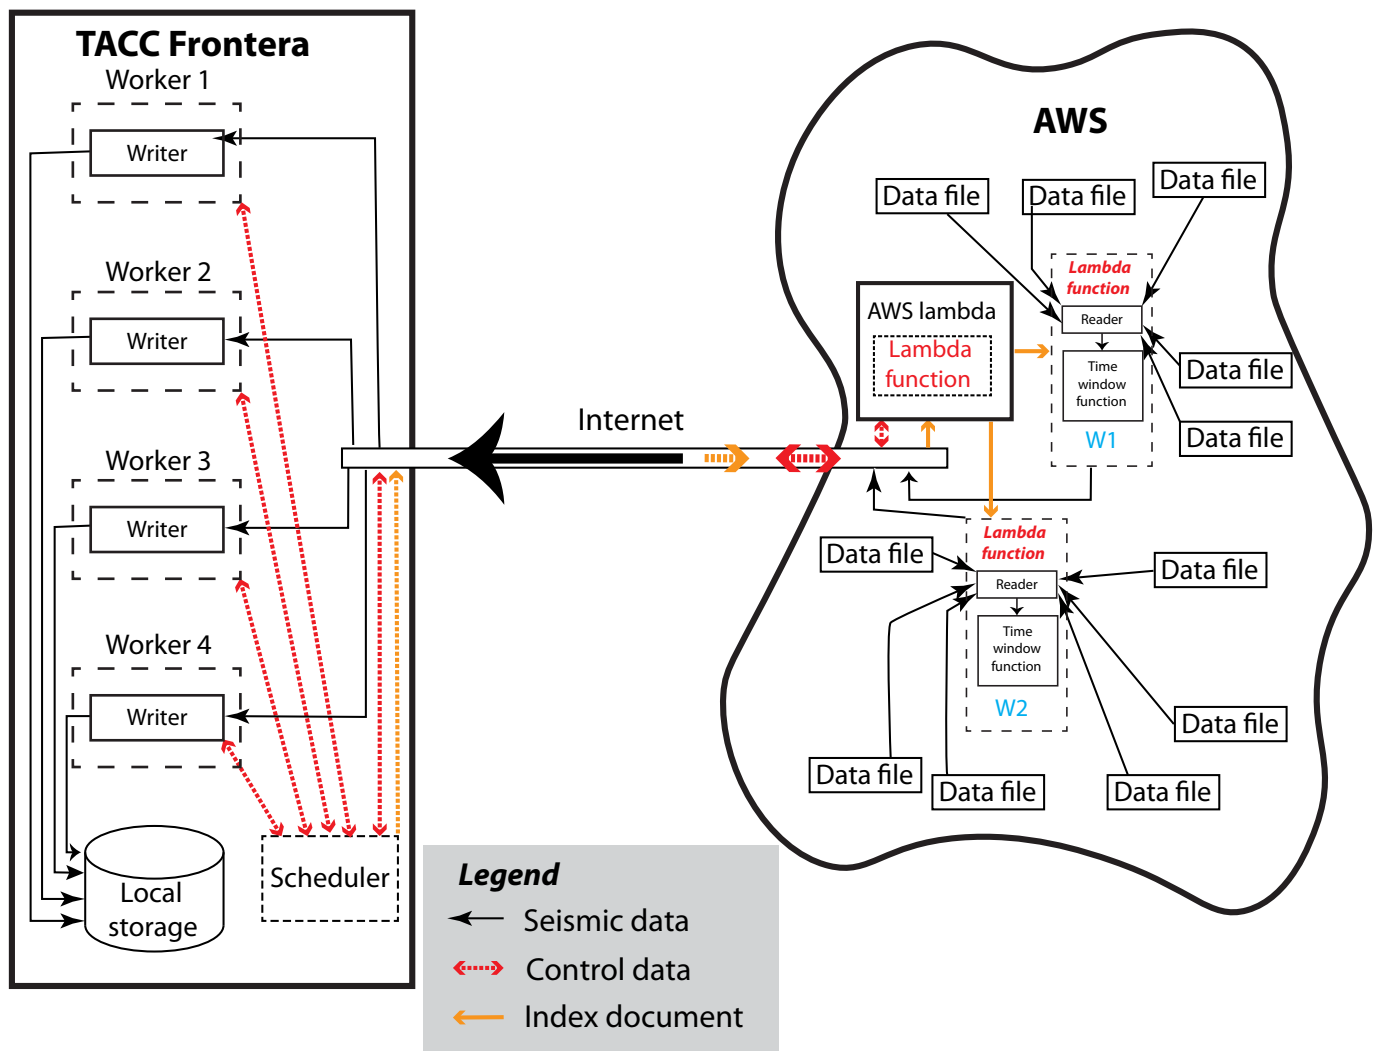 TACC Frontera
Worker 1
Writer
Worker 2
Writer
Worker 3
Writer
Worker 4
Writer
Local
storage
Scheduler
Internet
AWS
Data file
Data file
Data file
Lambda
function
Reader
Time
window
function
W1
Data file
Data file
AWS lambda
Lambda
function
Lambda
function
Reader
Time
window
function
W2
Data file
Data file
Data file
Data file
Data file
Data file
Legend
Seismic data
Control data
Index document